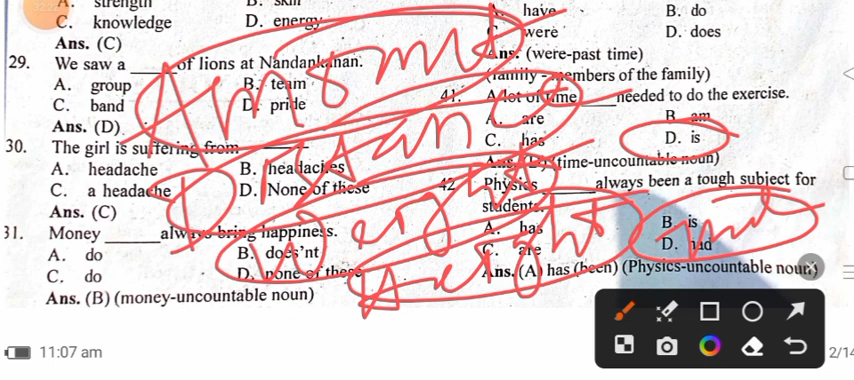 A. strength
B. skill
C. knowledge
D. energy
Ans. (C)
29. We saw a _____ of lions at Nandankanan.
A. group
B. team
C. band
D. pride
Ans. (D).
30. The girl is suffering from _____
A. headache
B. headaches
C. a headache
D. None of these
Ans. (C)
31. Money _____ always bring happiness.
A. do
B. does'nt
C. do
D. none of these
Ans. (B) (money-uncountable noun)
A. have
B. do
C. were
D. does
Ans. (were-past time)
(family - members of the family)
41. A lot of time _____ needed to do the exercise.
A. are
B. am
C. has
D. is
Ans. (D) (time-uncountable noun)
42. Physics _____ always been a tough subject for
students.
A. has
B. is
C. are
D. had
Ans. (A) has (been) (Physics-uncountable noun)
11:07 am
2/14